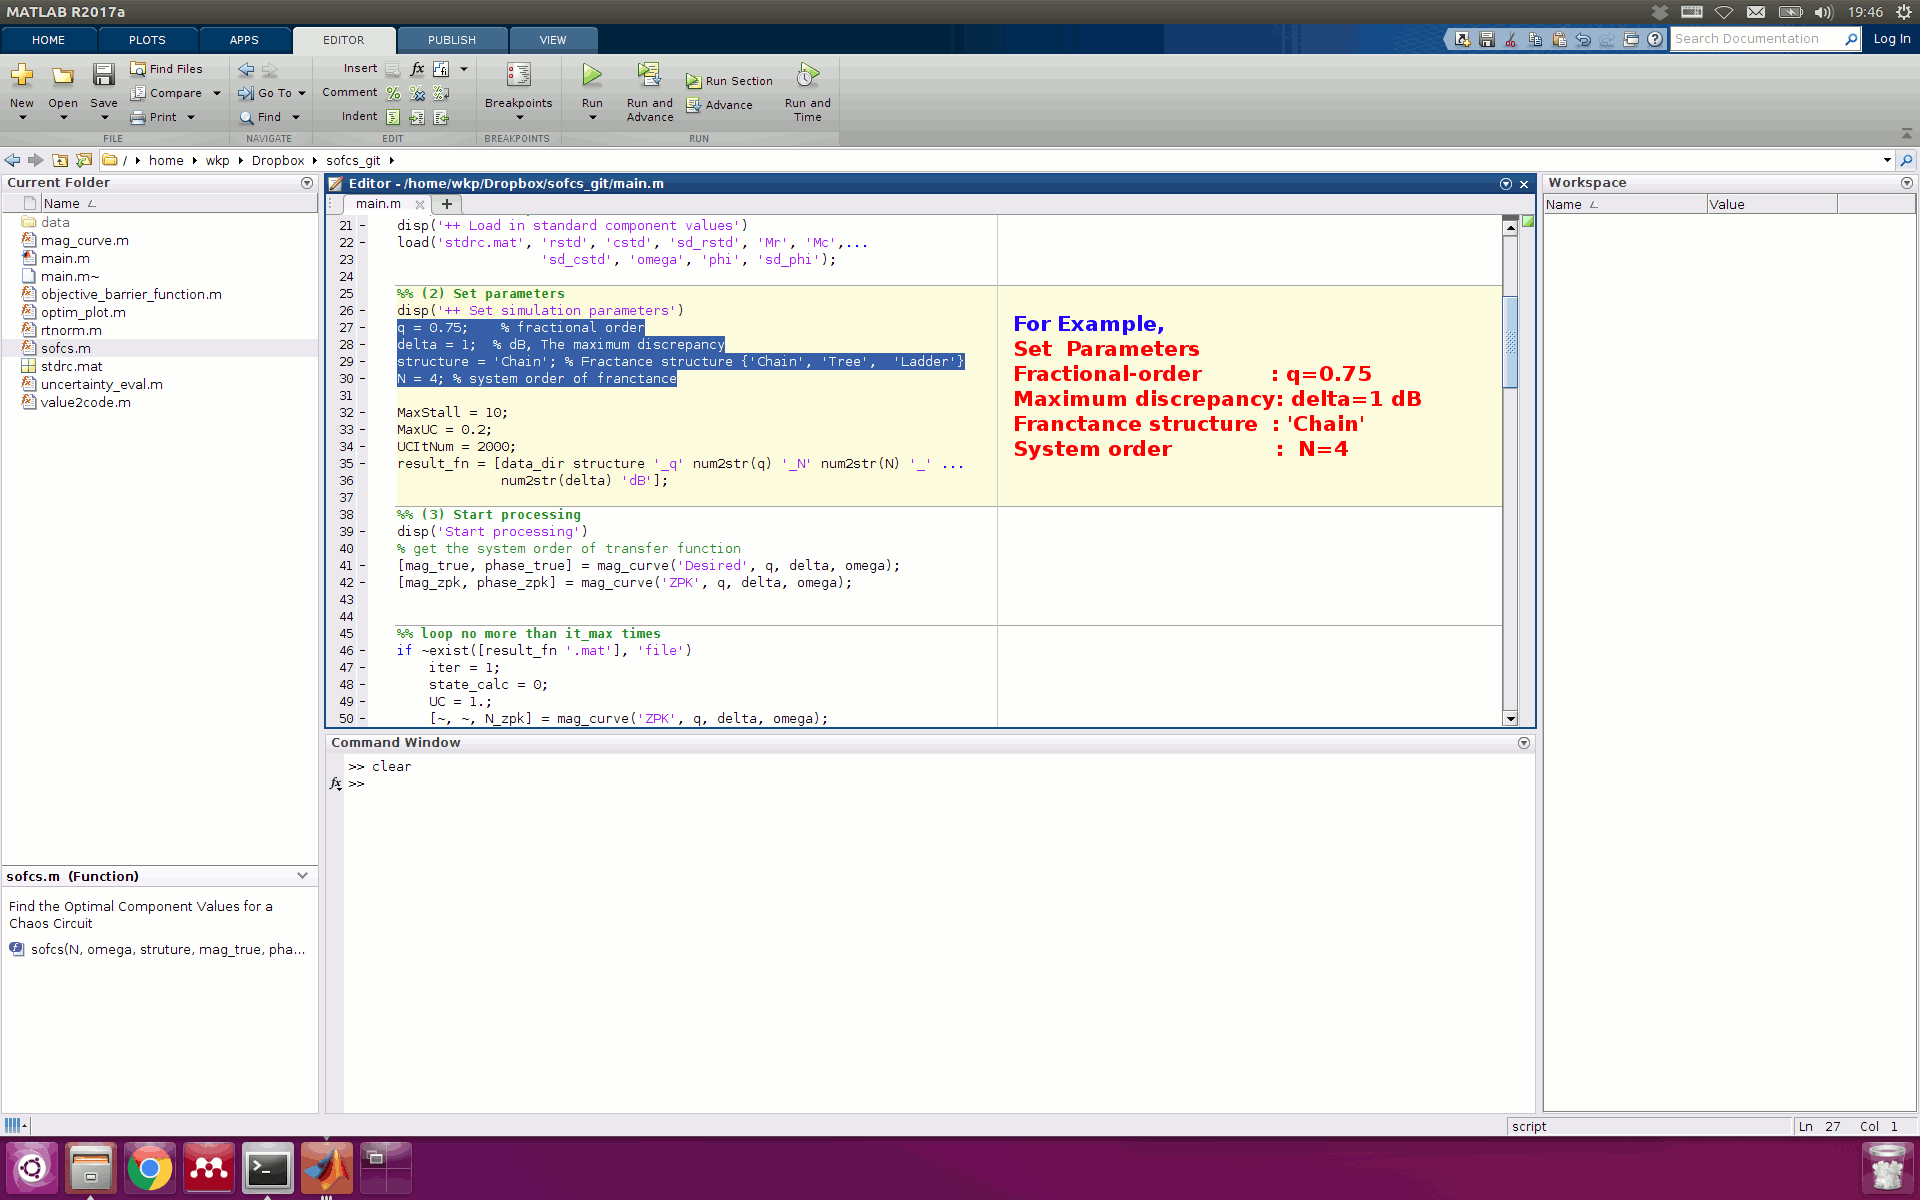 MATLAB R2017a
19:46
HOME
PLOTS
APPS
EDITOR
PUBLISH
VIEW
Search Documentation
Log In
New
Open
Save
Find Files
Compare
Print
FILE
Go To
Find
NAVIGATE
Insert
fx
Comment
Indent
EDIT
Breakpoints
BREAKPOINTS
Run
Run and
Advance
Run Section
Advance
Run and
Time
RUN
/ home wkp Dropbox sofcs_git
Current Folder
Name
data
mag_curve.m
main.m
main.m~
objective_barrier_function.m
optim_plot.m
rtnorm.m
sofcs.m
stdrc.mat
uncertainty_eval.m
value2code.m
sofcs.m (Function)
Find the Optimal Component Values for a
Chaos Circuit
sofcs(N, omega, struture, mag_true, pha...
Editor - /home/wkp/Dropbox/sofcs_git/main.m
main.m
21 - disp('++ Load in standard component values')
22 - load('stdrc.mat', 'rstd', 'cstd', 'sd_rstd', 'Mr', 'Mc',...
23 'sd_cstd', 'omega', 'phi', 'sd_phi');
24
25 %% (2) Set parameters
26 - disp('++ Set simulation parameters')
27 - q = 0.75; % fractional order
28 - delta = 1; % dB, The maximum discrepancy
29 - structure = 'Chain'; % Fractance structure {'Chain', 'Tree', 'Ladder'}
30 - N = 4; % system order of franctance
31
32 - MaxStall = 10;
33 - MaxUC = 0.2;
34 - UCItNum = 2000;
35 - result_fn = [data_dir structure '_q' num2str(q) '_N' num2str(N) '_' ...
36 num2str(delta) 'dB'];
37
38 %% (3) Start processing
39 - disp('Start processing')
40 % get the system order of transfer function
41 - [mag_true, phase_true] = mag_curve('Desired', q, delta, omega);
42 - [mag_zpk, phase_zpk] = mag_curve('ZPK', q, delta, omega);
43
44
45 %% loop no more than it_max times
46 - if ~exist([result_fn '.mat'], 'file')
47 - iter = 1;
48 - state_calc = 0;
49 - UC = 1.;
50 - [~, ~, N_zpk] = mag_curve('ZPK', q, delta, omega);
For Example,
Set Parameters
Fractional-order : q=0.75
Maximum discrepancy: delta=1 dB
Franctance structure : 'Chain'
System order : N=4
Command Window
>> clear
fx >>
Workspace
Name
Value
script
Ln 27 Col 1